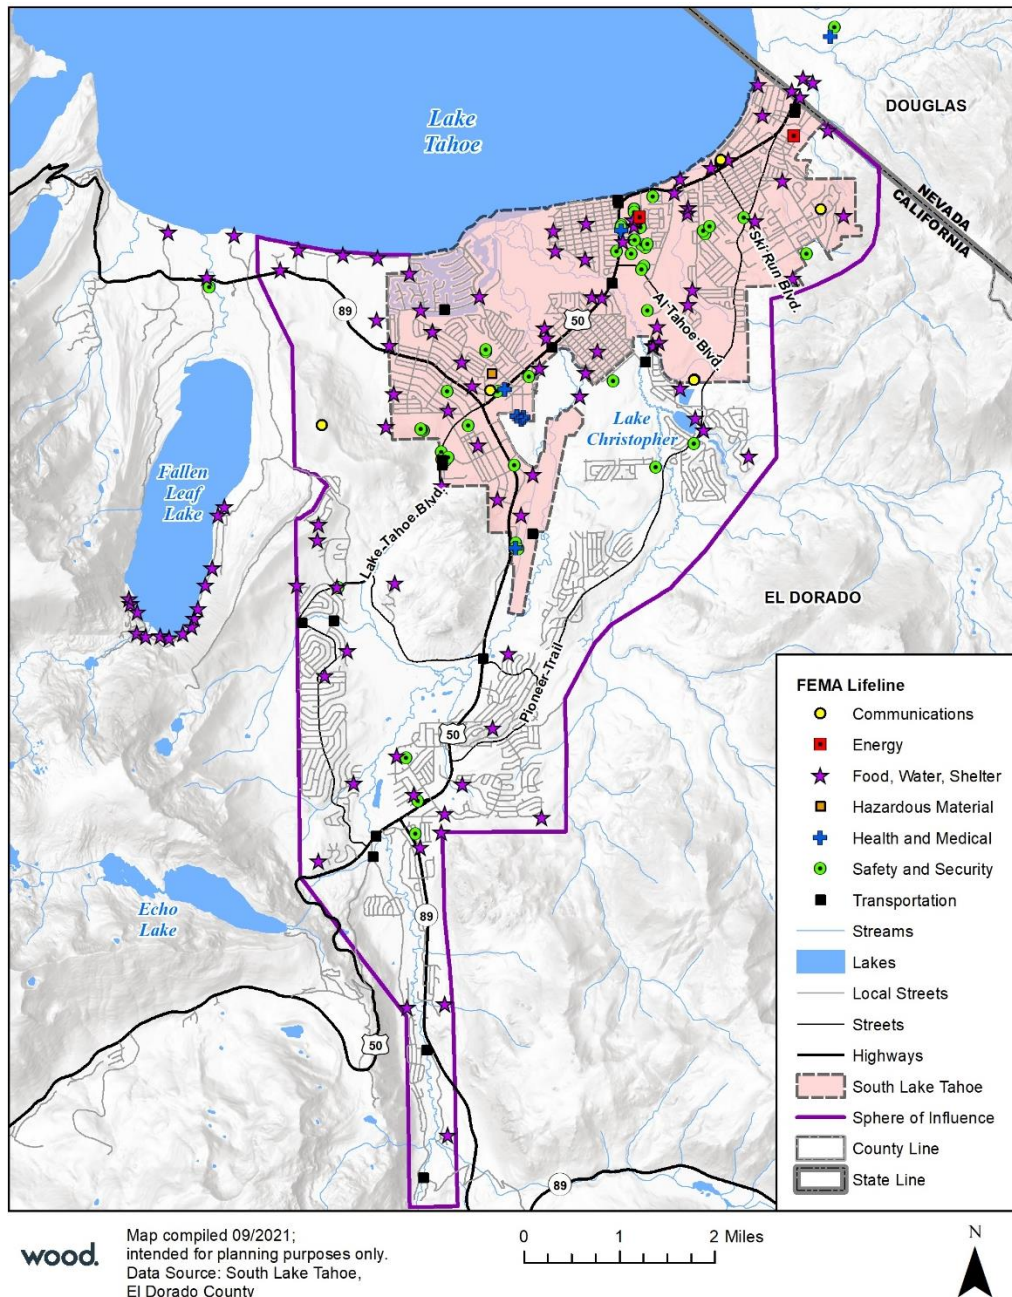 Lake
Tahoe
DOUGLAS
NEVADA
CALIFORNIA
Ski Run Blvd.
89
50
Al Tahoe Blvd.
Lake
Christopher
Fallen
Leaf
Lake
Lake Tahoe Blvd.
EL DORADO
Pioneer Trail
50
FEMA Lifeline
Communications
Energy
Food, Water, Shelter
Hazardous Material
Health and Medical
Safety and Security
Transportation
Streams
Lakes
Local Streets
Streets
Highways
South Lake Tahoe
Sphere of Influence
County Line
State Line
Echo
Lake
89
50
89
wood.
Map compiled 09/2021;
intended for planning purposes only.
Data Source: South Lake Tahoe,
El Dorado County
0 1 2 Miles
N